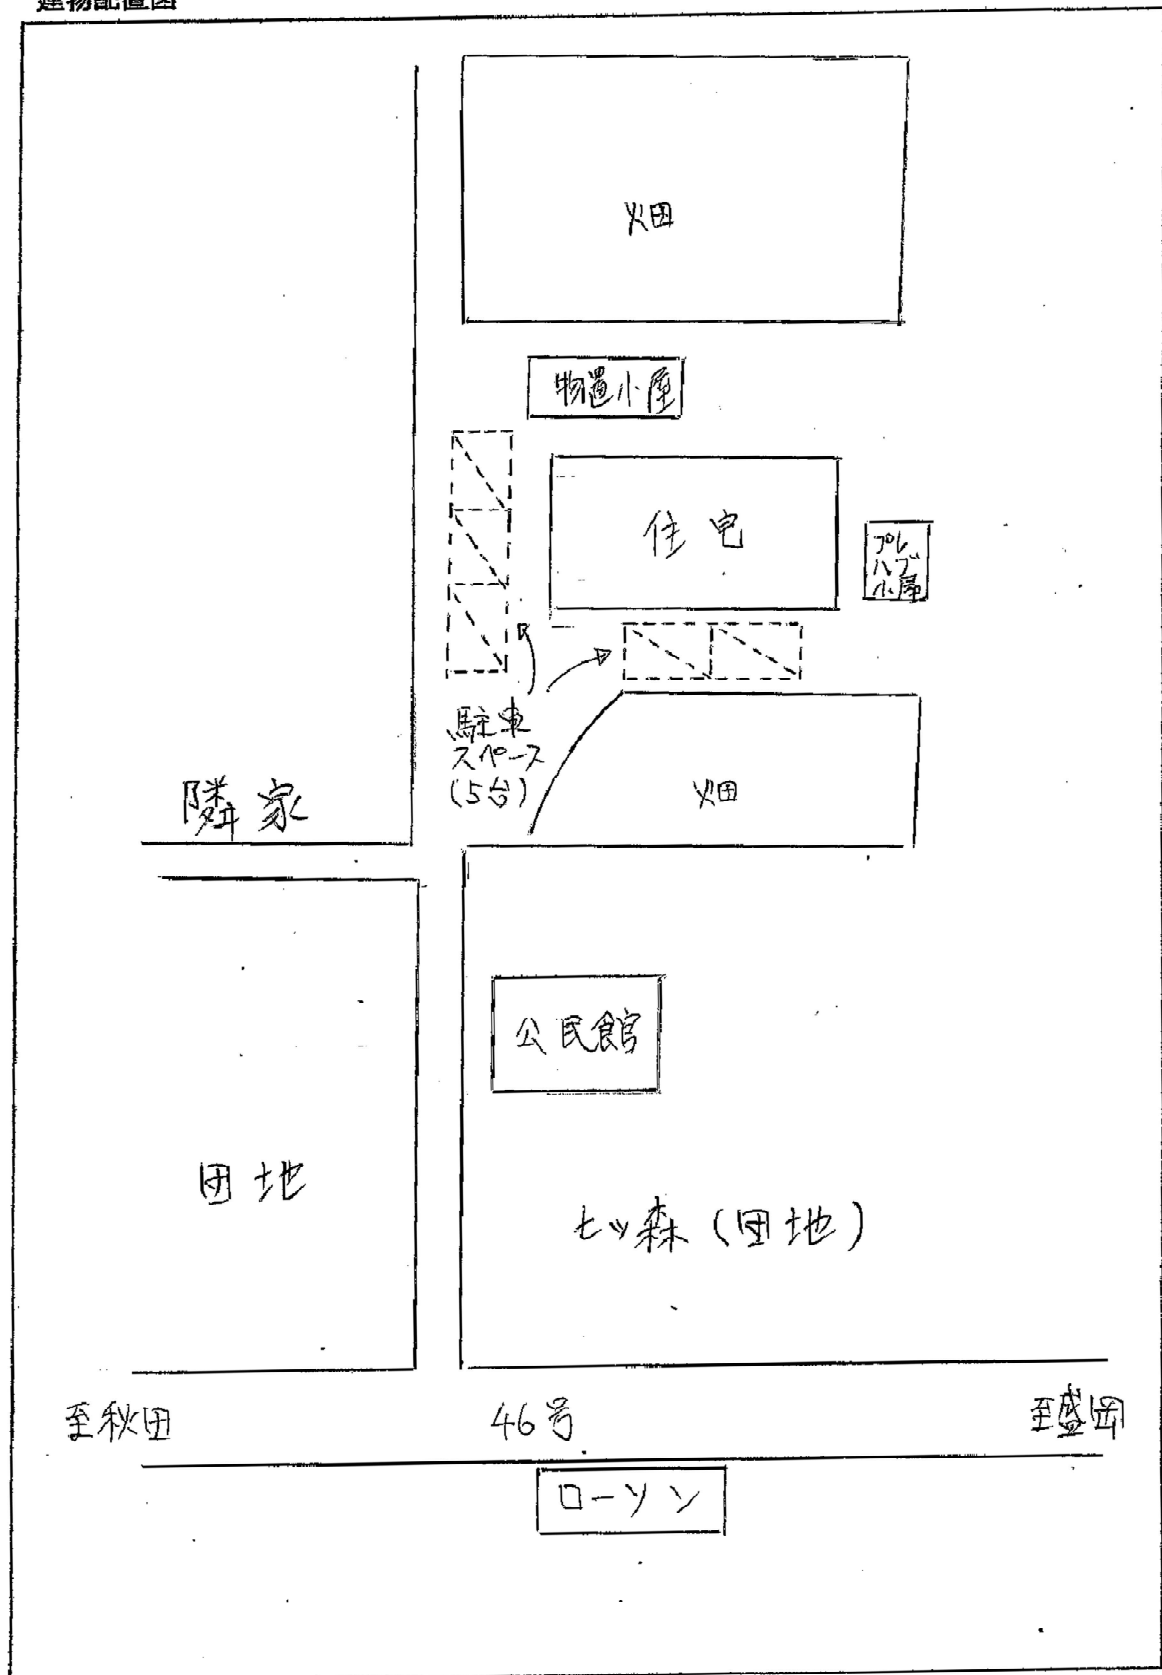 建物配置図
畑
物置小屋
住宅
プレ
ハブ
小屋
駐車
スペース
(5台)
畑
隣家
公民館
団地
七ツ森(団地)
至秋田
46号
至盛岡
ローソン